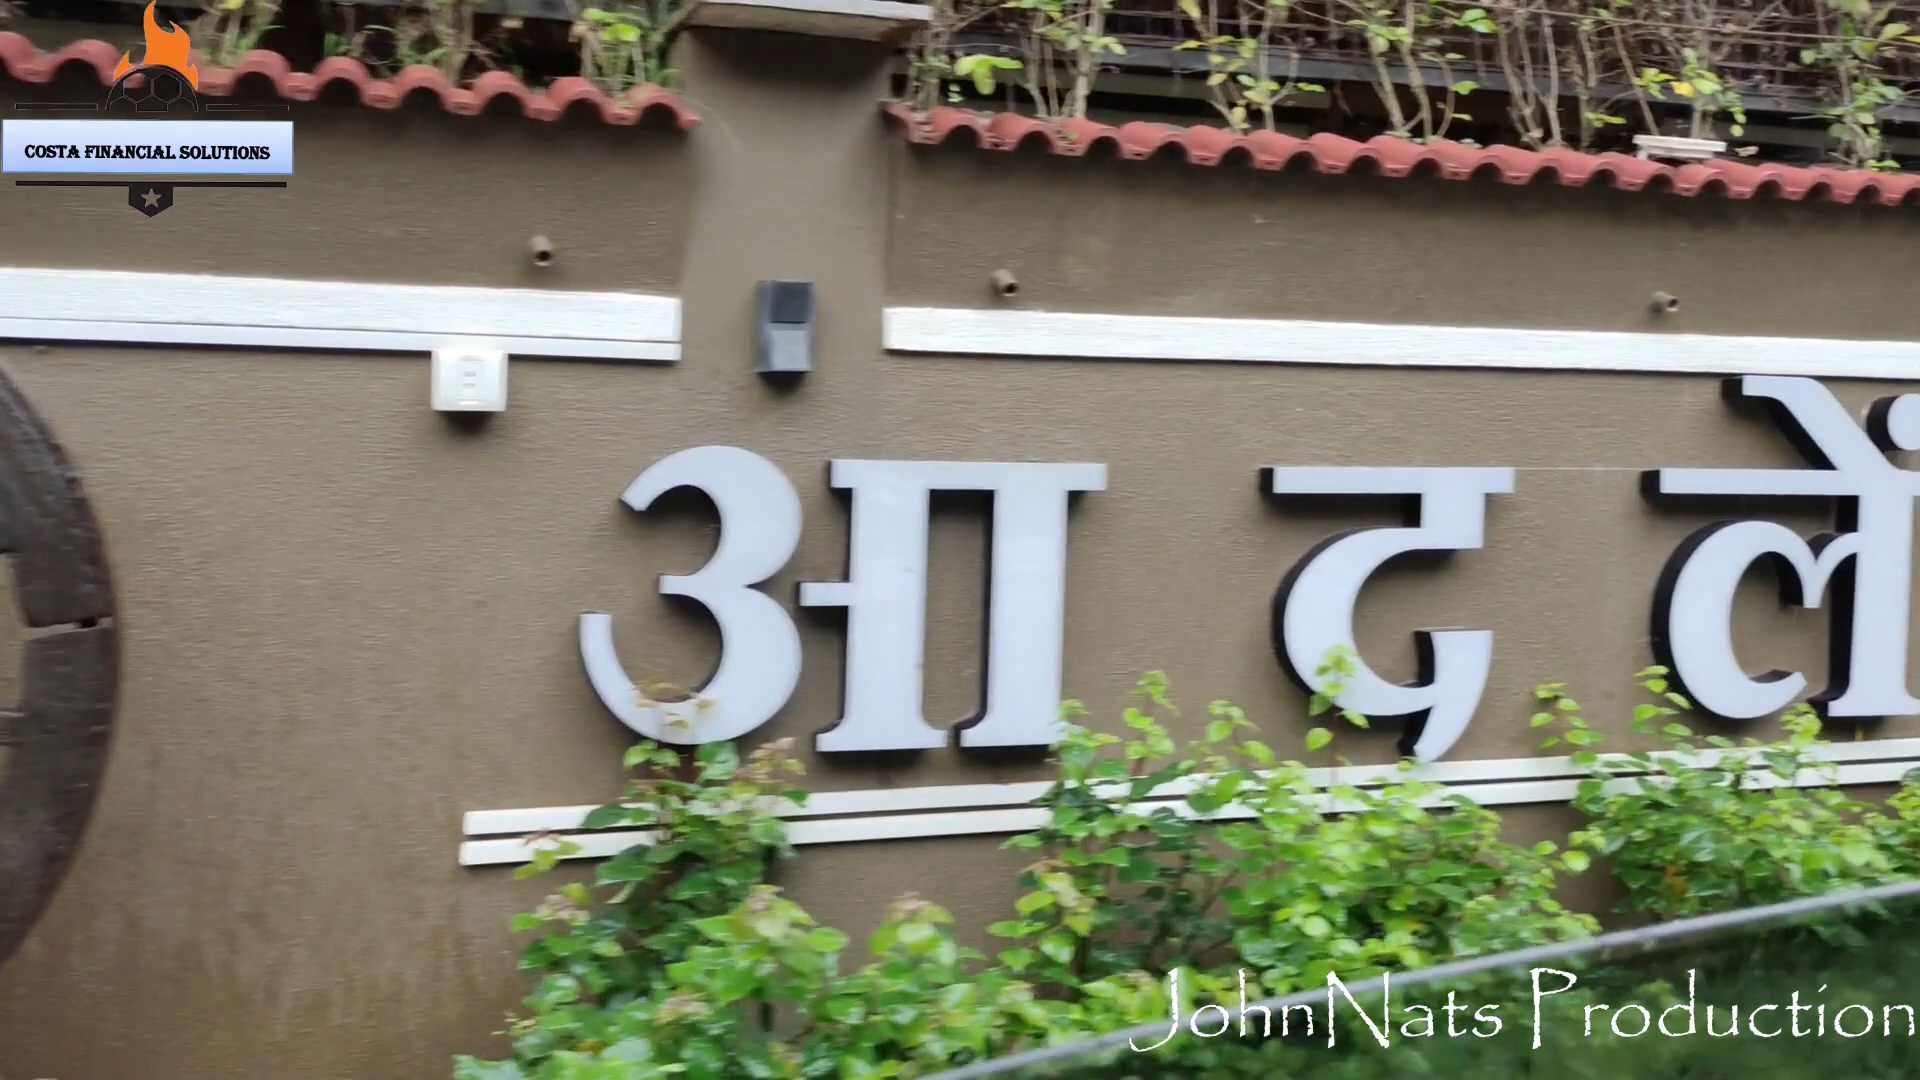 COSTA FINANCIAL SOLUTIONS
आ द लें
JohnNats Production